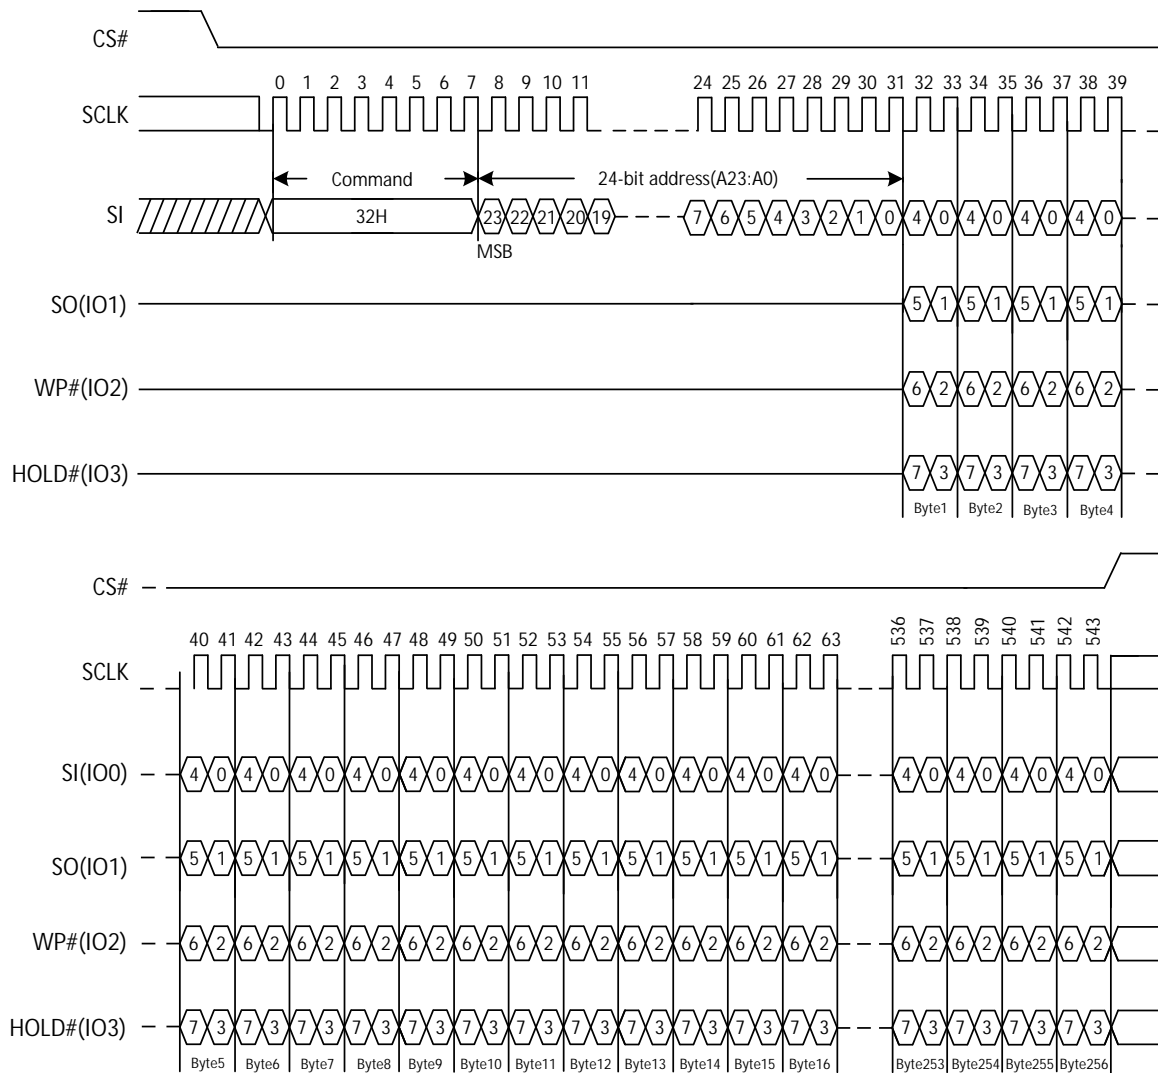 CS#
0 1 2 3 4 5 6 7 8 9 10 11 24 25 26 27 28 29 30 31 32 33 34 35 36 37 38 39
SCLK
Command 24-bit address(A23:A0)
SI 32H 23 22 21 20 19 7 6 5 4 3 2 1 0 4 0 4 0 4 0 4 0
MSB
SO(IO1) 5 1 5 1 5 1 5 1
WP#(IO2) 6 2 6 2 6 2 6 2
HOLD#(IO3) 7 3 7 3 7 3 7 3
Byte1 Byte2 Byte3 Byte4
CS#
40 41 42 43 44 45 46 47 48 49 50 51 52 53 54 55 56 57 58 59 60 61 62 63 536 537 538 539 540 541 542 543
SCLK
SI(IO0) 4 0 4 0 4 0 4 0 4 0 4 0 4 0 4 0 4 0 4 0 4 0 4 0 4 0 4 0 4 0 4 0
SO(IO1) 5 1 5 1 5 1 5 1 5 1 5 1 5 1 5 1 5 1 5 1 5 1 5 1 5 1 5 1 5 1 5 1
WP#(IO2) 6 2 6 2 6 2 6 2 6 2 6 2 6 2 6 2 6 2 6 2 6 2 6 2 6 2 6 2 6 2 6 2
HOLD#(IO3) 7 3 7 3 7 3 7 3 7 3 7 3 7 3 7 3 7 3 7 3 7 3 7 3 7 3 7 3 7 3 7 3
Byte5 Byte6 Byte7 Byte8 Byte9 Byte10 Byte11 Byte12 Byte13 Byte14 Byte15 Byte16 Byte253 Byte254 Byte255 Byte256